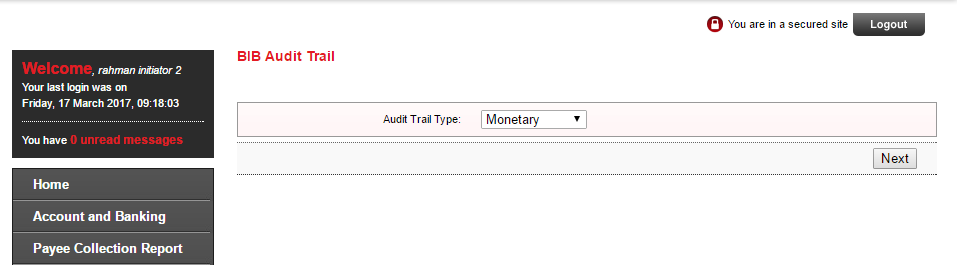 You are in a secured site
Logout
Welcome, rahman initiator 2
Your last login was on
Friday, 17 March 2017, 09:18:03
You have 0 unread messages
Home
Account and Banking
Payee Collection Report
BIB Audit Trail
Audit Trail Type: Monetary
Next